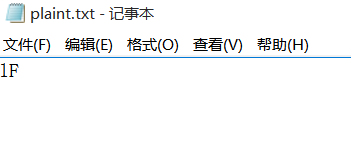 plaint.txt - 记事本
文件(F) 编辑(E) 格式(O) 查看(V) 帮助(H)
1F